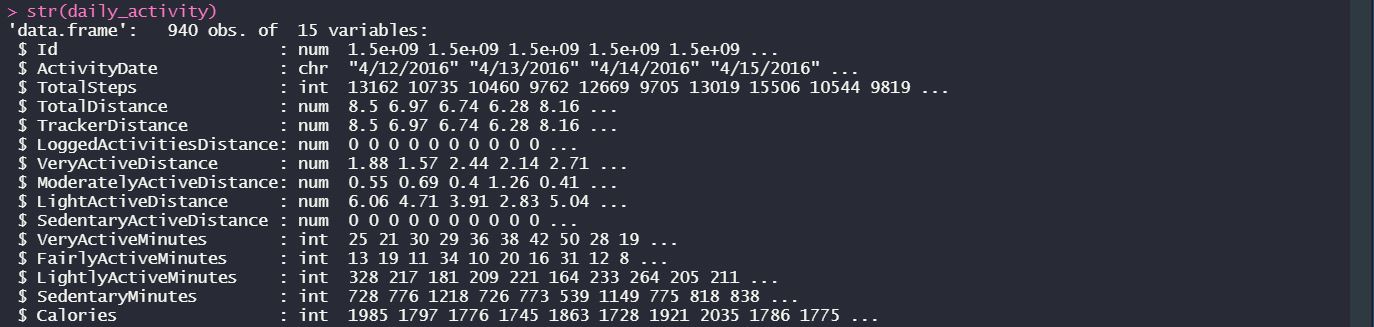 > str(daily_activity)
'data.frame':   940 obs. of  15 variables:
 $ Id                      : num  1.5e+09 1.5e+09 1.5e+09 1.5e+09 1.5e+09 ...
 $ ActivityDate            : chr  "4/12/2016" "4/13/2016" "4/14/2016" "4/15/2016" ...
 $ TotalSteps              : int  13162 10735 10460 9762 12669 9705 13019 15506 10544 9819 ...
 $ TotalDistance           : num  8.5 6.97 6.74 6.28 8.16 ...
 $ TrackerDistance         : num  8.5 6.97 6.74 6.28 8.16 ...
 $ LoggedActivitiesDistance: num  0 0 0 0 0 0 0 0 0 0 ...
 $ VeryActiveDistance      : num  1.88 1.57 2.44 2.14 2.71 ...
 $ ModeratelyActiveDistance: num  0.55 0.69 0.4 1.26 0.41 ...
 $ LightActiveDistance     : num  6.06 4.71 3.91 2.83 5.04 ...
 $ SedentaryActiveDistance : num  0 0 0 0 0 0 0 0 0 0 ...
 $ VeryActiveMinutes       : int  25 21 30 29 36 38 42 50 28 19 ...
 $ FairlyActiveMinutes     : int  13 19 11 34 10 20 16 31 12 8 ...
 $ LightlyActiveMinutes    : int  328 217 181 209 221 164 233 264 205 211 ...
 $ SedentaryMinutes        : int  728 776 1218 726 773 539 1149 775 818 838 ...
 $ Calories                : int  1985 1797 1776 1745 1863 1728 1921 2035 1786 1775 ...